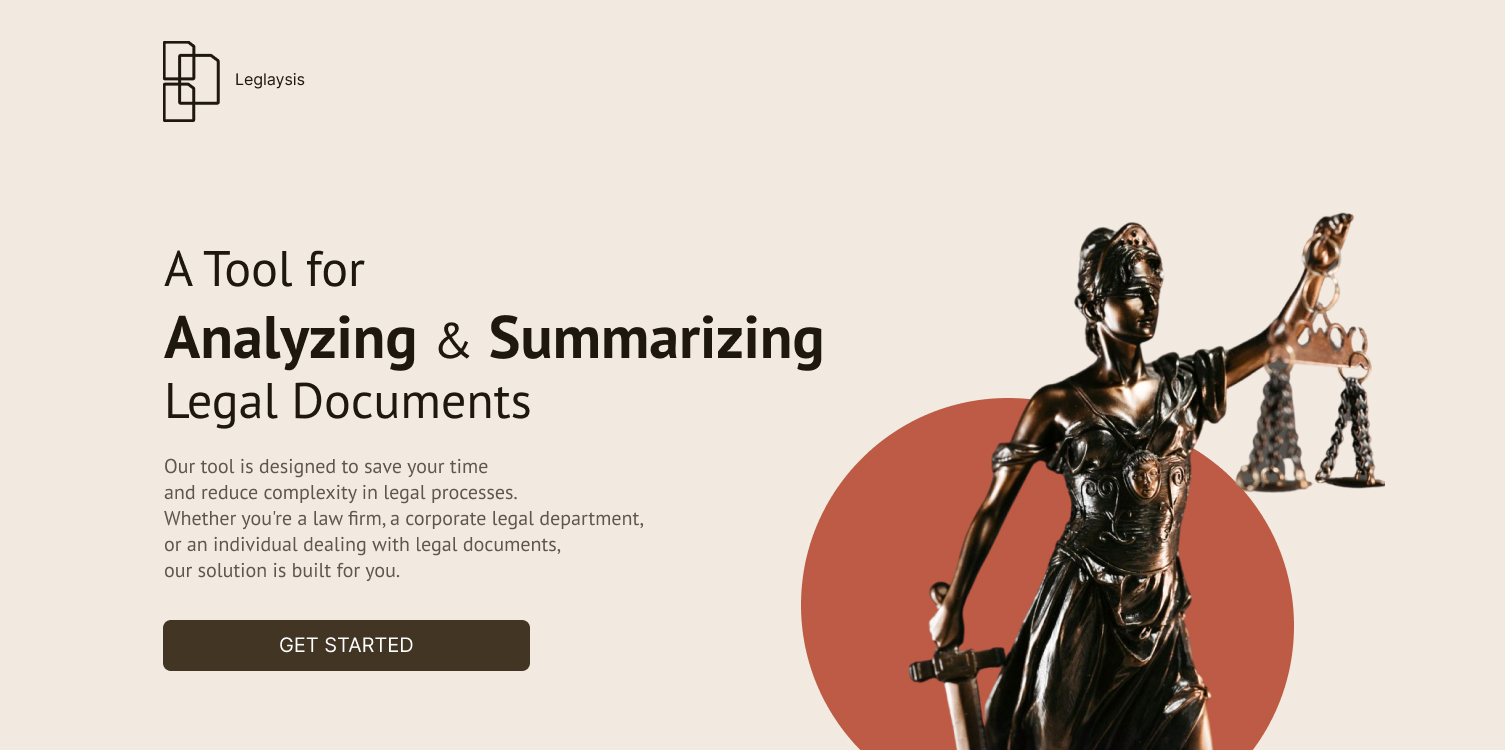 Leglaysis
A Tool for
Analyzing & Summarizing
Legal Documents
Our tool is designed to save your time
and reduce complexity in legal processes.
Whether you're a law firm, a corporate legal department,
or an individual dealing with legal documents,
our solution is built for you.
GET STARTED